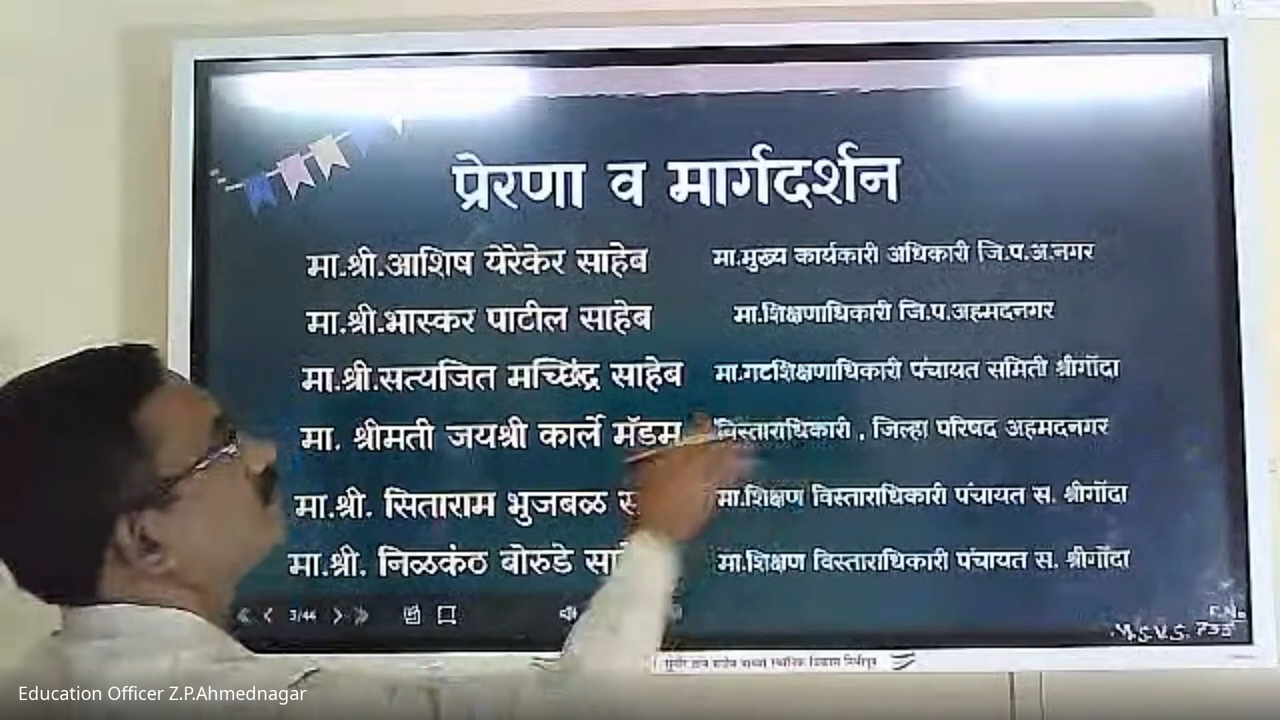 प्रेरणा व मार्गदर्शन
मा.श्री.आशिष येरेकेर साहेब मा.मुख्य कार्यकारी अधिकारी जि.प.अ.नगर
मा.श्री.भास्कर पाटील साहेब मा.शिक्षणाधिकारी जि.प.अहमदनगर
मा.श्री.सत्यजित मच्छिंद्र साहेब मा.गटशिक्षणाधिकारी पंचायत समिती श्रीगोंदा
मा. श्रीमती जयश्री कार्ले मॅडम विस्ताराधिकारी , जिल्हा परिषद अहमदनगर
मा.श्री. सिताराम भुजबळ मा.शिक्षण विस्ताराधिकारी पंचायत स. श्रीगोंदा
मा.श्री. निळकंठ बोरुडे मा.शिक्षण विस्ताराधिकारी पंचायत स. श्रीगोंदा
3/44
M.S.V.S. 735
Education Officer Z.P.Ahmednagar